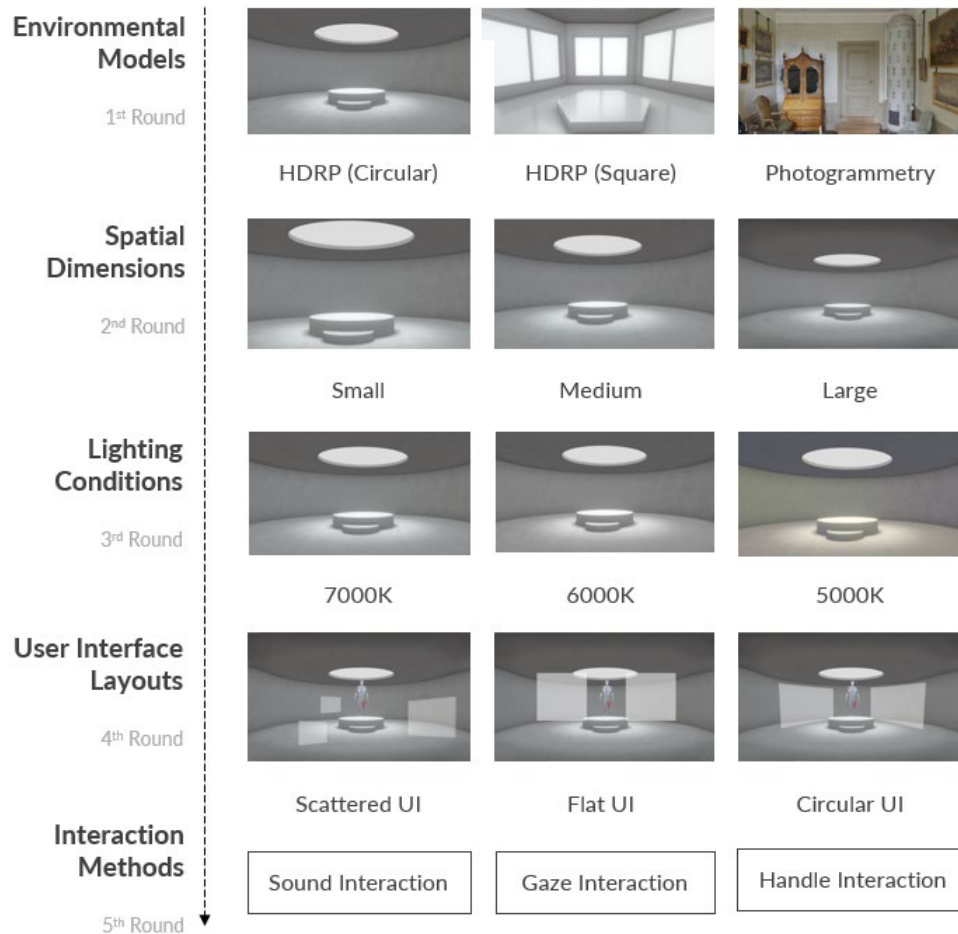 Environmental
Models
1st Round
HDRP (Circular)
HDRP (Square)
Photogrammetry
Spatial
Dimensions
2nd Round
Small
Medium
Large
Lighting
Conditions
3rd Round
7000K
6000K
5000K
User Interface
Layouts
4th Round
Scattered UI
Flat UI
Circular UI
Interaction
Methods
5th Round
Sound Interaction
Gaze Interaction
Handle Interaction